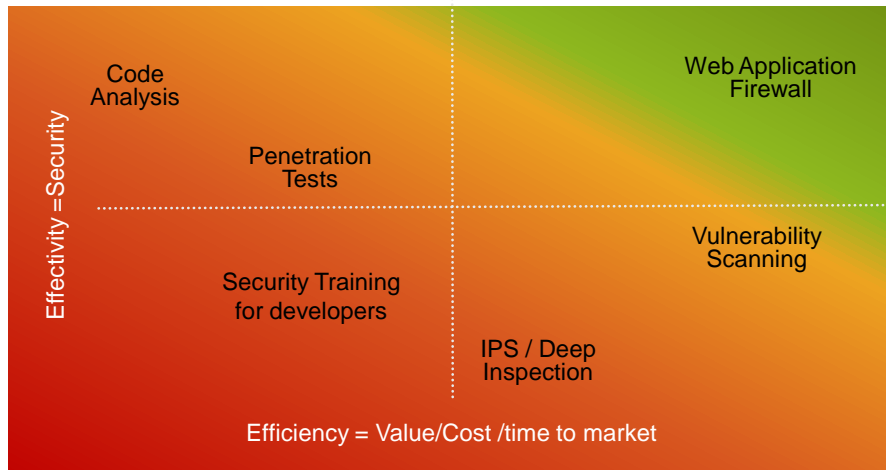 Code
Analysis
Web Application
Firewall
Penetration
Tests
Effectivity =Security
Vulnerability
Scanning
Security Training
for developers
IPS / Deep
Inspection
Efficiency = Value/Cost /time to market